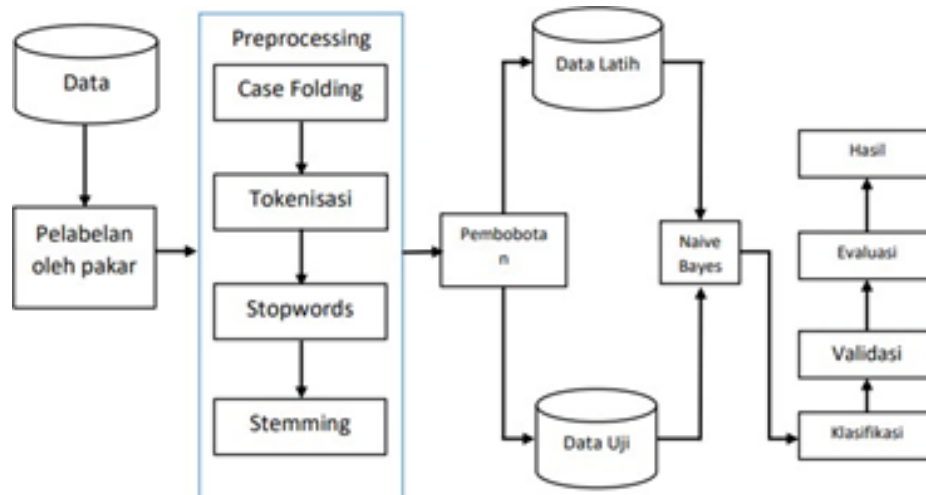 Data
Pelabelan
oleh pakar
Preprocessing
Case Folding
Tokenisasi
Stopwords
Stemming
Pembobota
n
Data Latih
Data Uji
Naive
Bayes
Hasil
Evaluasi
Validasi
Klasifikasi